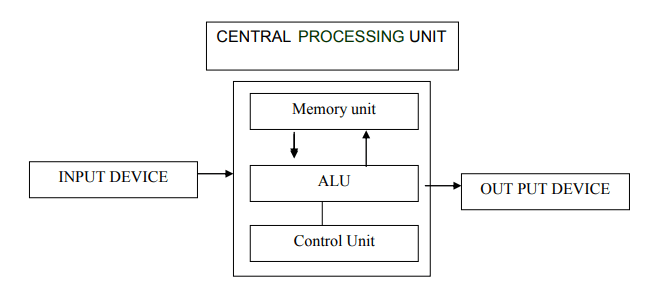 CENTRAL PROCESSING UNIT
Memory unit
INPUT DEVICE
ALU
OUT PUT DEVICE
Control Unit